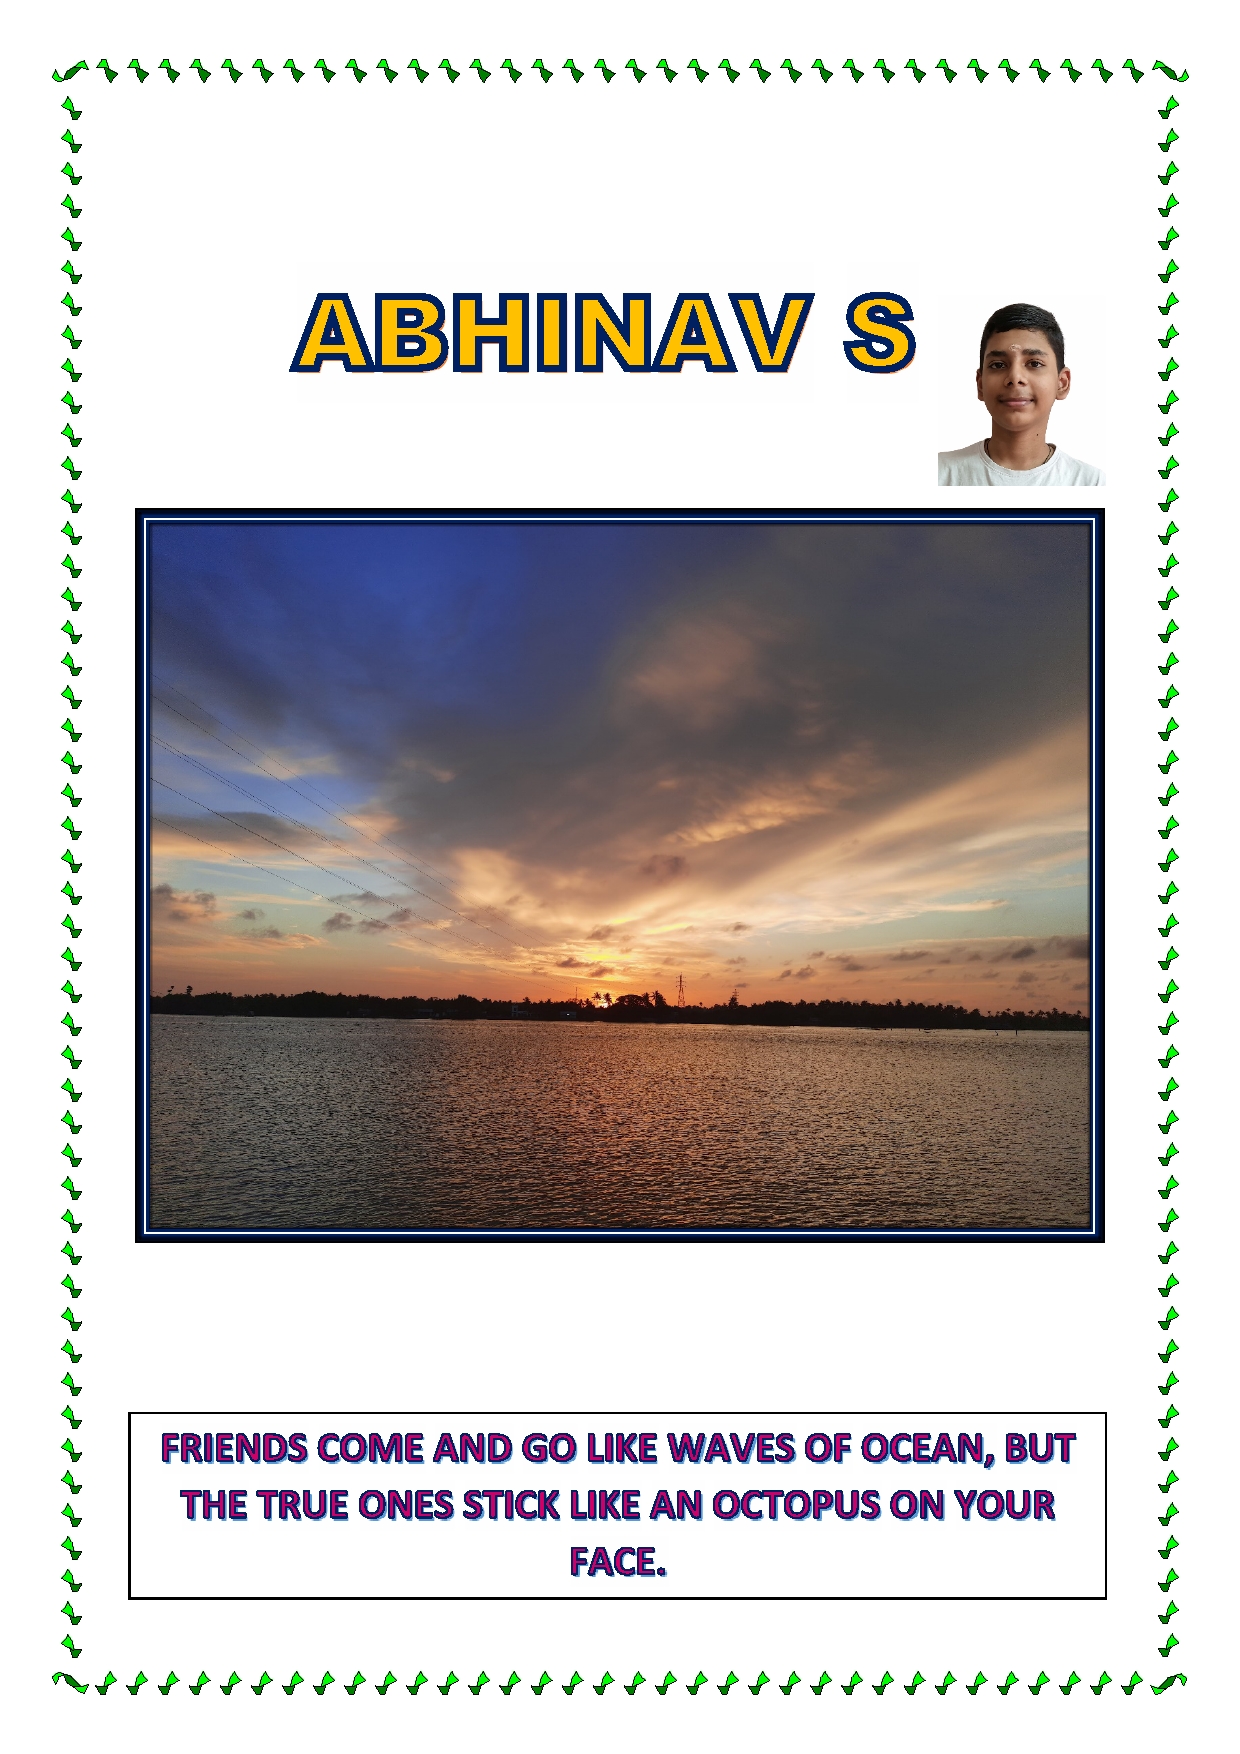 ABHINAV S
FRIENDS COME AND GO LIKE WAVES OF OCEAN, BUT
THE TRUE ONES STICK LIKE AN OCTOPUS ON YOUR
FACE.